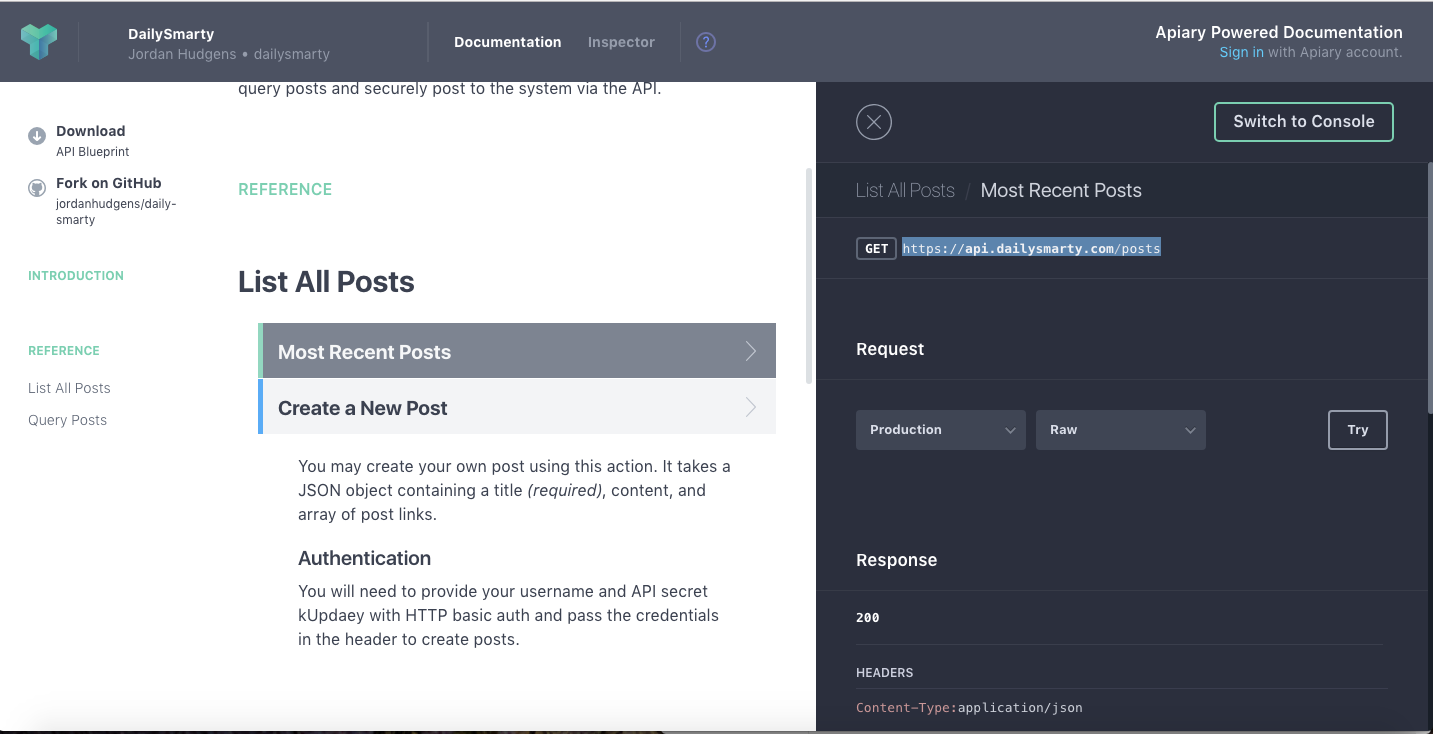 DailySmarty
Jordan Hudgens • dailysmarty
Documentation
Inspector
?
Apiary Powered Documentation
Sign in with Apiary account.
Download
API Blueprint
Fork on GitHub
jordanhudgens/daily-
smarty
INTRODUCTION
REFERENCE
List All Posts
Query Posts
query posts and securely post to the system via the API.
REFERENCE
List All Posts
Most Recent Posts
Create a New Post
You may create your own post using this action. It takes a
JSON object containing a title (required), content, and
array of post links.
Authentication
You will need to provide your username and API secret
kUpdaey with HTTP basic auth and pass the credentials
in the header to create posts.
Switch to Console
List All Posts / Most Recent Posts
GET https://api.dailysmarty.com/posts
Request
Production
Raw
Try
Response
200
HEADERS
Content-Type:application/json